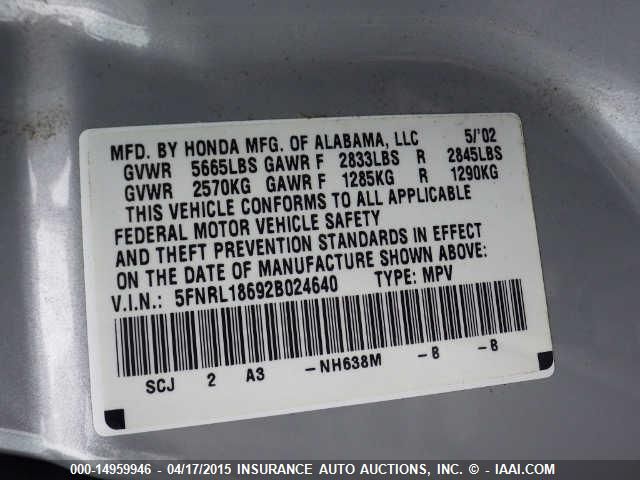 MFD. BY HONDA MFG. OF ALABAMA, LLC 5/'02
GVWR 5665LBS GAWR F 2833LBS R 2845LBS
GVWR 2570KG GAWR F 1285KG R 1290KG
THIS VEHICLE CONFORMS TO ALL APPLICABLE
FEDERAL MOTOR VEHICLE SAFETY
AND THEFT PREVENTION STANDARDS IN EFFECT
ON THE DATE OF MANUFACTURE SHOWN ABOVE:
V.I.N.: 5FNRL18692B024640 TYPE: MPV
SCJ 2 A3 -NH638M -B -B
000-14959946 - 04/17/2015 INSURANCE AUTO AUCTIONS, INC. - © - IAAI.COM